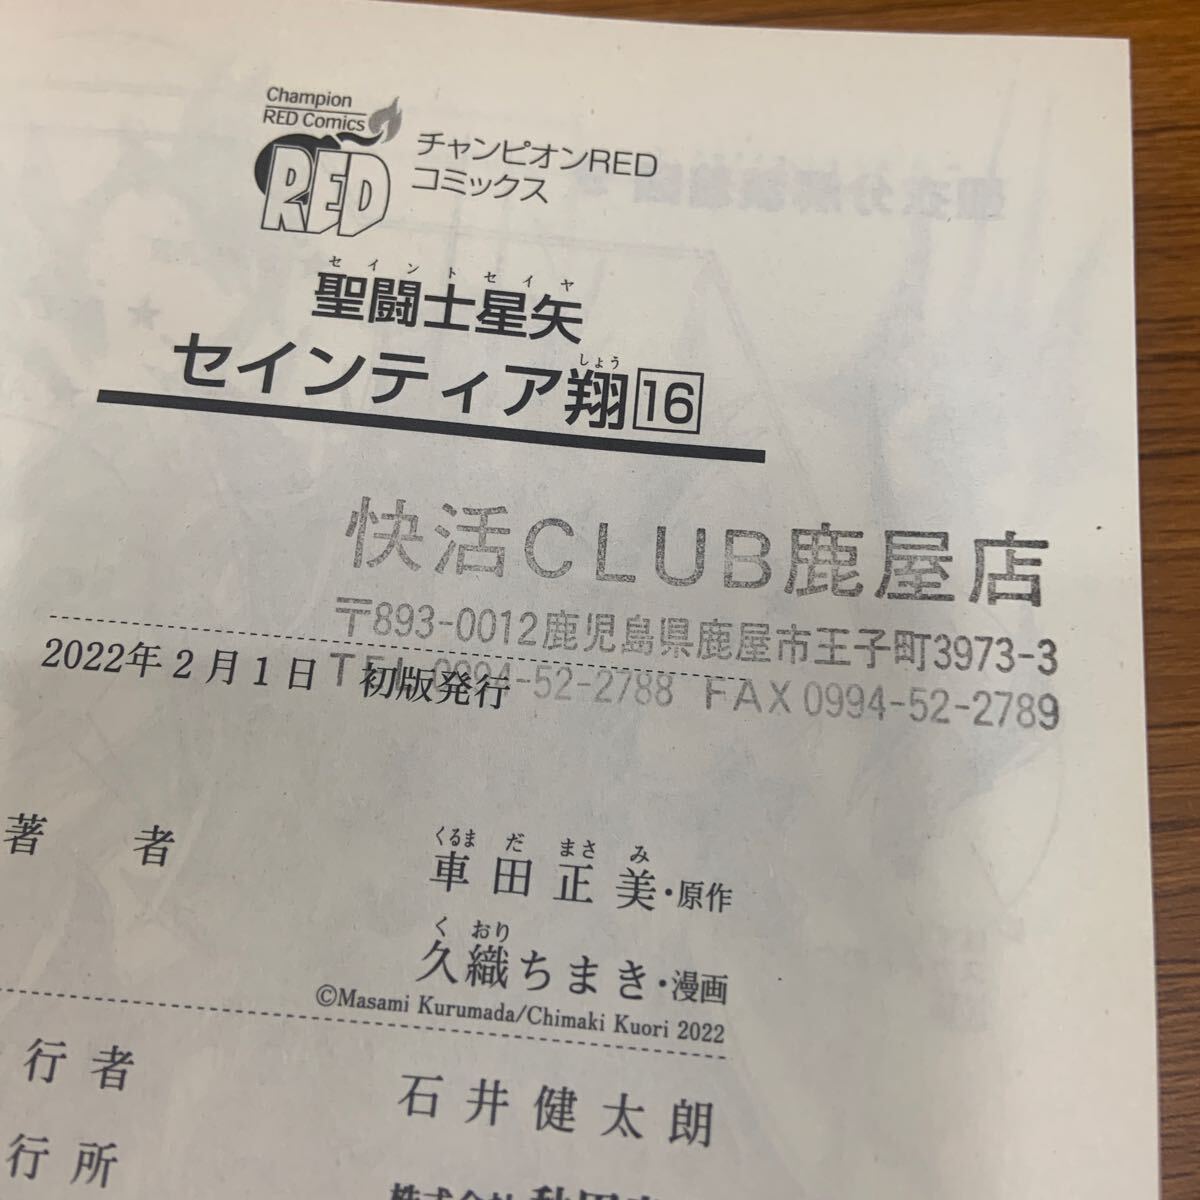 Champion
RED Comics
RED
チャンピオンRED
コミックス
セイントセイヤ
聖闘士星矢
しょう
セインティア翔16
快活CLUB鹿屋店
〒893-0012鹿児島県鹿屋市王子町3973-3
TEL 0994-52-2788 FAX 0994-52-2789
2022年2月1日 初版発行
くるま だ まさ み
著者 車田正美・原作
く おり
久織ちまき・漫画
©Masami Kurumada/Chimaki Kuori 2022
行者 石井健太朗
行所